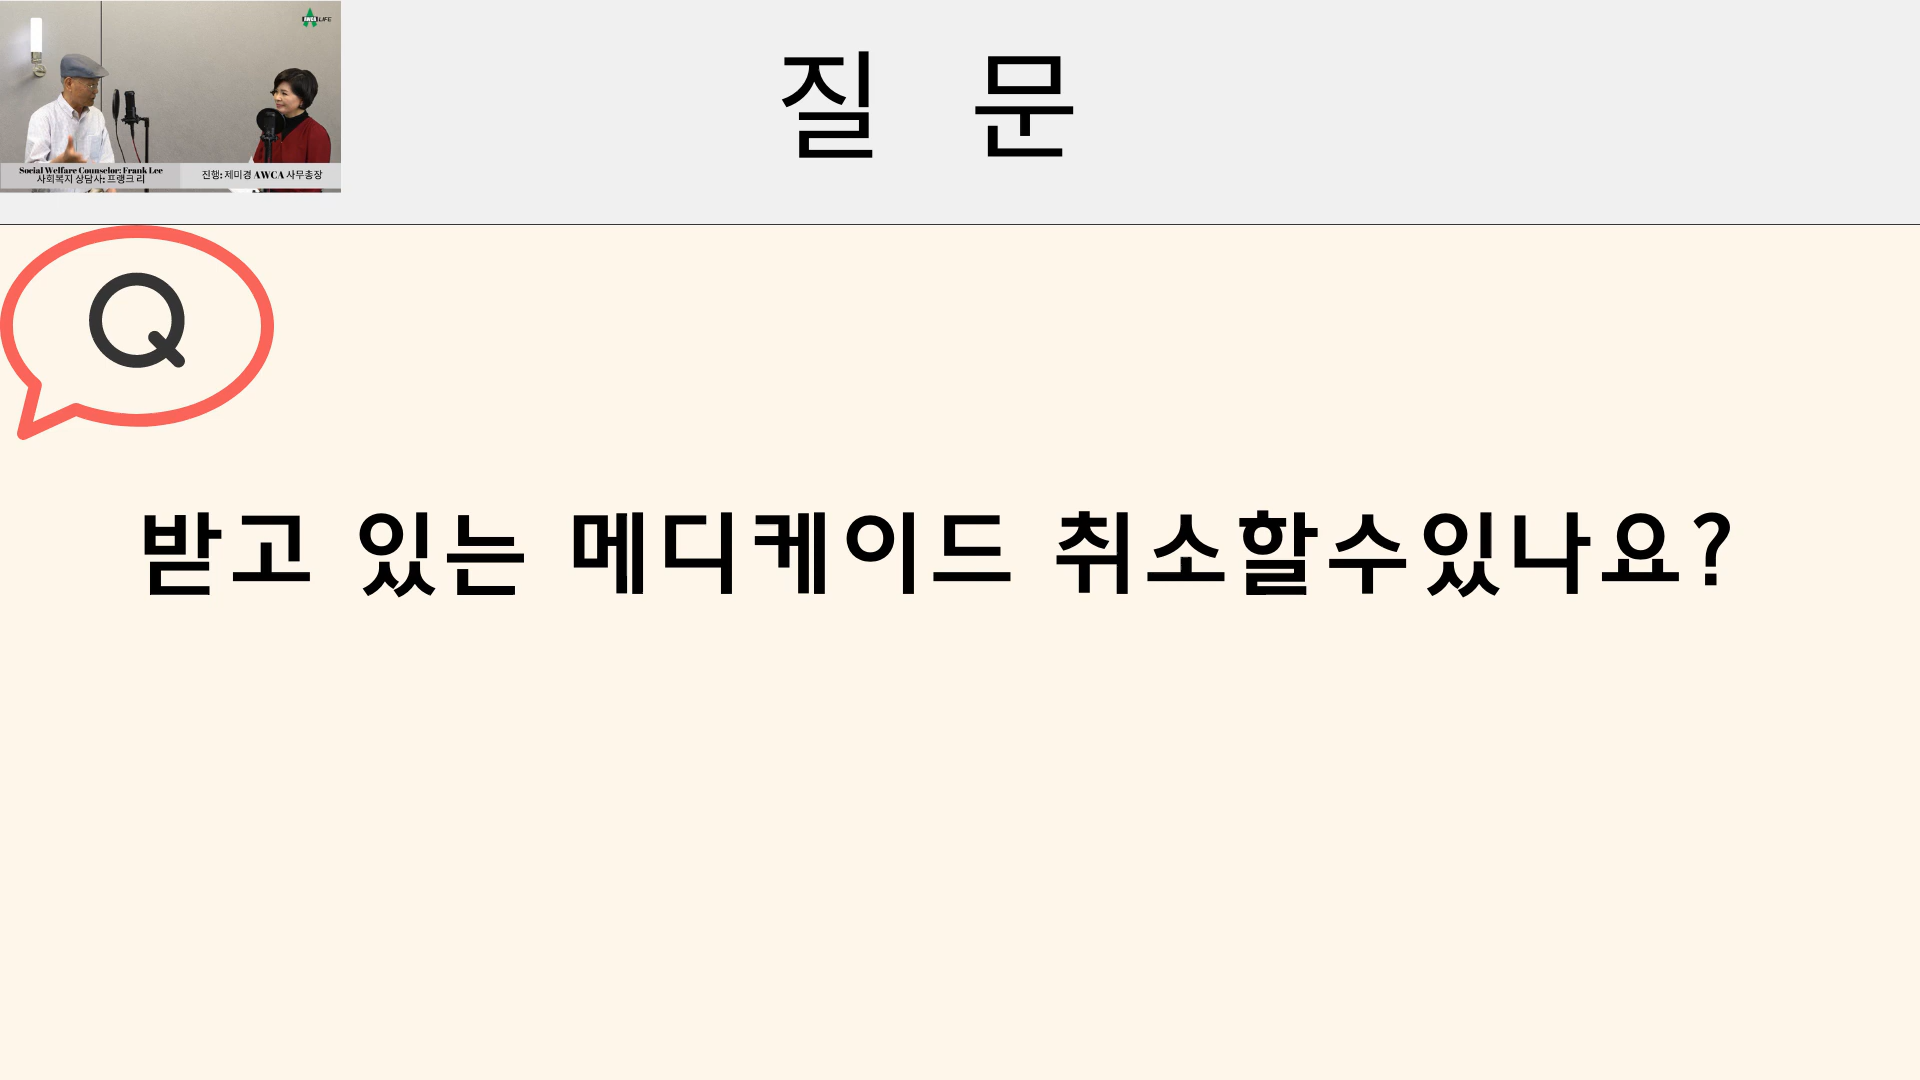 AWCA LIFE
Social Welfare Counselor: Frank Lee
사회복지 상담사: 프랭크 리
진행: 제미경 AWCA 사무총장
질 문
Q
받고 있는 메디케이드 취소할수있나요?